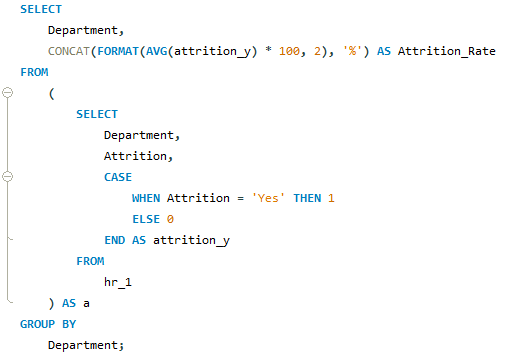 SELECT
    Department,
    CONCAT(FORMAT(AVG(attrition_y) * 100, 2), '%') AS Attrition_Rate
FROM
    (
        SELECT
            Department,
            Attrition,
            CASE
                WHEN Attrition = 'Yes' THEN 1
                ELSE 0
            END AS attrition_y
        FROM
            hr_1
    ) AS a
GROUP BY
    Department;